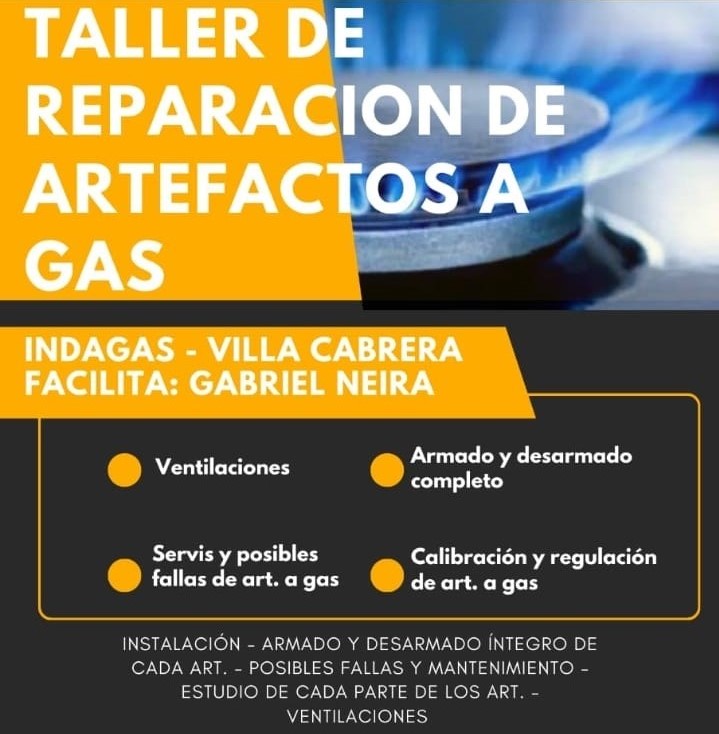 TALLER DE
REPARACION DE
ARTEFACTOS A
GAS
INDAGAS - VILLA CABRERA
FACILITA: GABRIEL NEIRA
Ventilaciones
Armado y desarmado
completo
Servis y posibles
fallas de art. a gas
Calibración y regulación
de art. a gas
INSTALACIÓN - ARMADO Y DESARMADO ÍNTEGRO DE
CADA ART. - POSIBLES FALLAS Y MANTENIMIENTO -
ESTUDIO DE CADA PARTE DE LOS ART. -
VENTILACIONES